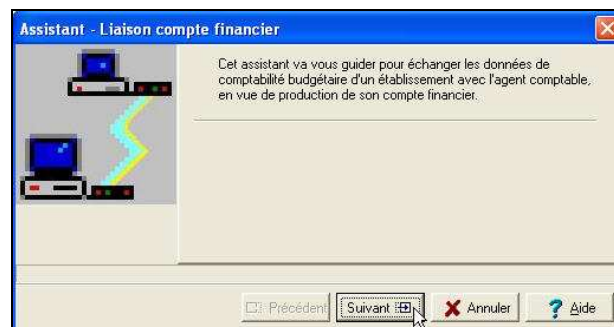 Assistant - Liaison compte financier
Cet assistant va vous guider pour échanger les données de
comptabilité budgétaire d'un établissement avec l'agent comptable,
en vue de production de son compte financier.
Précédent Suivant Annuler ? Aide